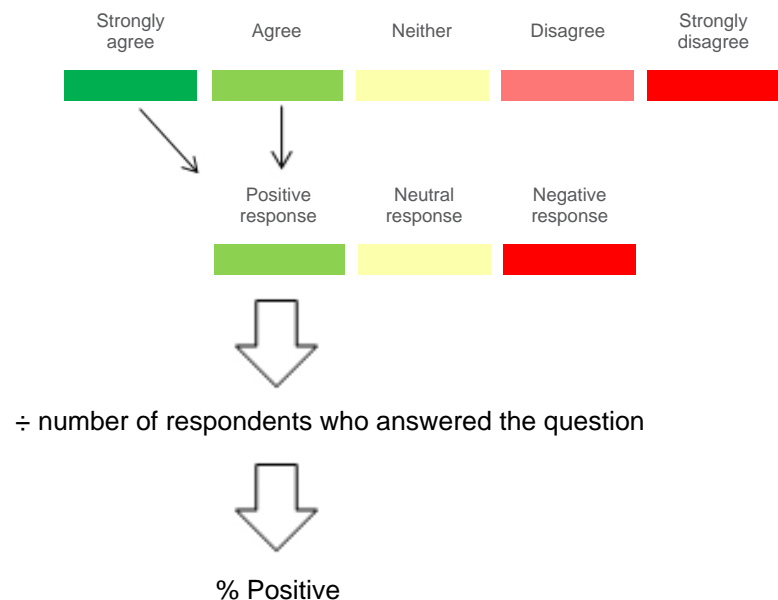 Strongly
agree
Agree
Neither
Disagree
Strongly
disagree
Positive
response
Neutral
response
Negative
response
÷ number of respondents who answered the question
% Positive